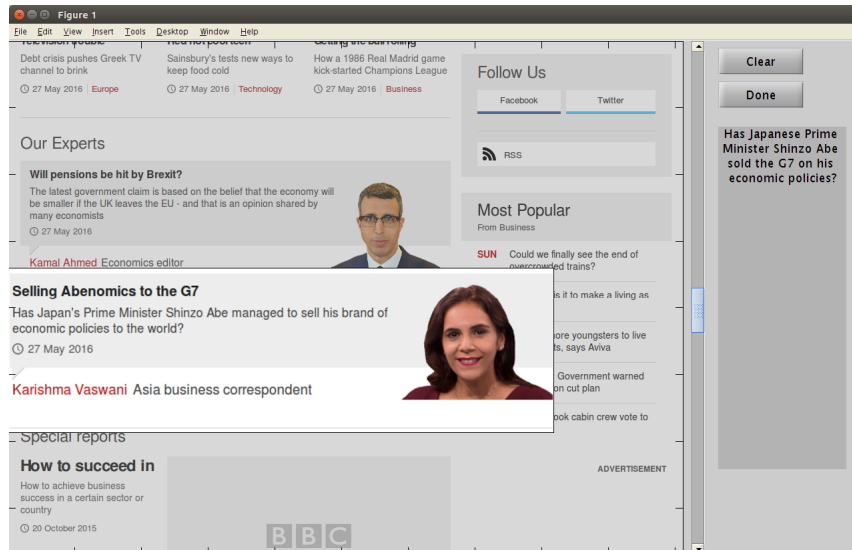 Figure 1
File Edit View Insert Tools Desktop Window Help
Television trouble
Debt crisis pushes Greek TV
channel to brink
27 May 2016 | Europe
Red hot poorteen
Sainsbury's tests new ways to
keep food cold
27 May 2016 | Technology
Getting the ball rolling
How a 1986 Real Madrid game
kick-started Champions League
27 May 2016 | Business
Our Experts
Will pensions be hit by Brexit?
The latest government claim is based on the belief that the economy will
be smaller if the UK leaves the EU - and that is an opinion shared by
many economists
27 May 2016
Kamal Ahmed Economics editor
Selling Abenomics to the G7
Has Japan's Prime Minister Shinzo Abe managed to sell his brand of
economic policies to the world?
27 May 2016
Karishma Vaswani Asia business correspondent
Special reports
How to succeed in
How to achieve business
success in a certain sector or
country
20 October 2015
BBC
Follow Us
Facebook
Twitter
RSS
Most Popular
From Business
SUN Could we finally see the end of
overcrowded trains?
is it to make a living as
ore youngsters to live
ts, says Aviva
Government warned
on cut plan
ook cabin crew vote to
ADVERTISEMENT
Clear
Done
Has Japanese Prime
Minister Shinzo Abe
sold the G7 on his
economic policies?